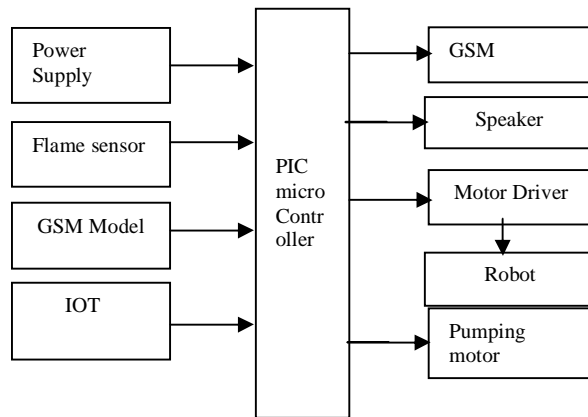 Power
Supply
Flame sensor
GSM Model
IOT
PIC
micro
Contr
oller
GSM
Speaker
Motor Driver
Robot
Pumping
motor